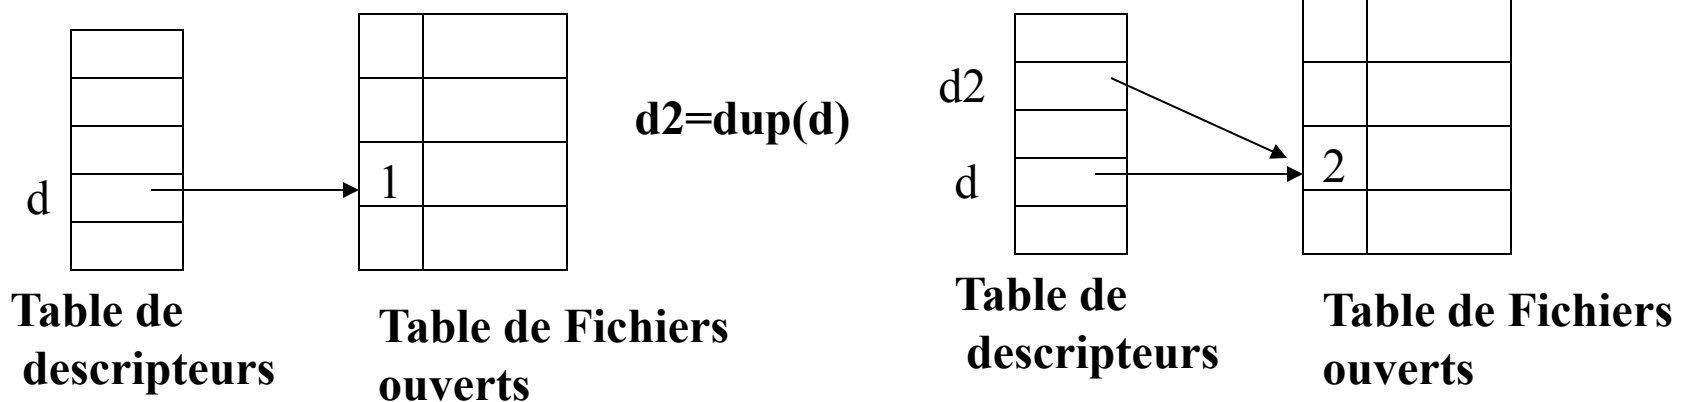 d
1
Table de
descripteurs
Table de Fichiers
ouverts
d2=dup(d)
d2
d
2
Table de
descripteurs
Table de Fichiers
ouverts